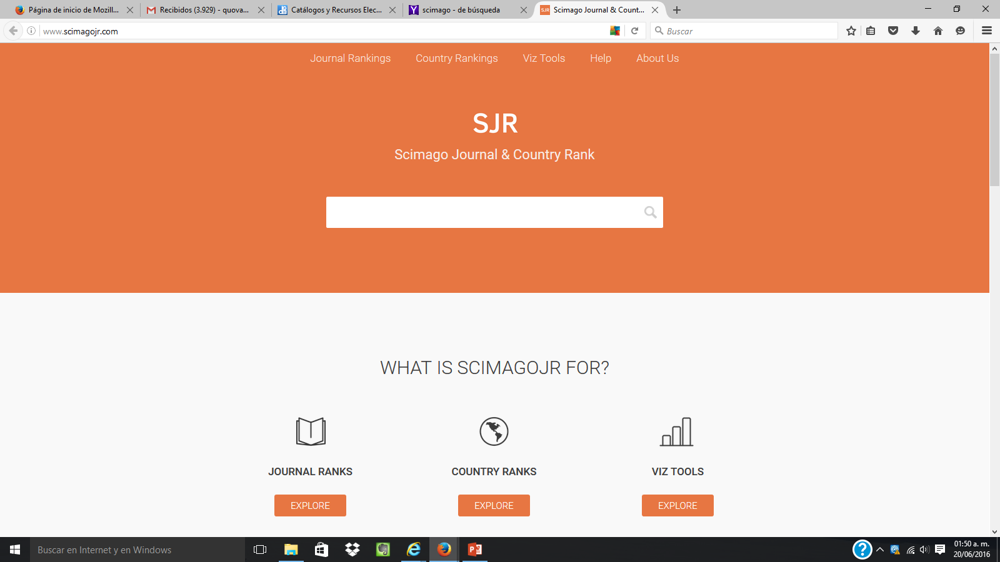 Página de inicio de Mozill...
Recibidos (3.929) - quova...
Catálogos y Recursos Elec...
scimago - de búsqueda
SJR
Scimago Journal & Count...
www.scimagojr.com
Buscar
Journal Rankings
Country Rankings
Viz Tools
Help
About Us
SJR
Scimago Journal & Country Rank
WHAT IS SCIMAGOJR FOR?
JOURNAL RANKS
COUNTRY RANKS
VIZ TOOLS
EXPLORE
EXPLORE
EXPLORE
Buscar en Internet y en Windows
01:50 a. m.
20/06/2016